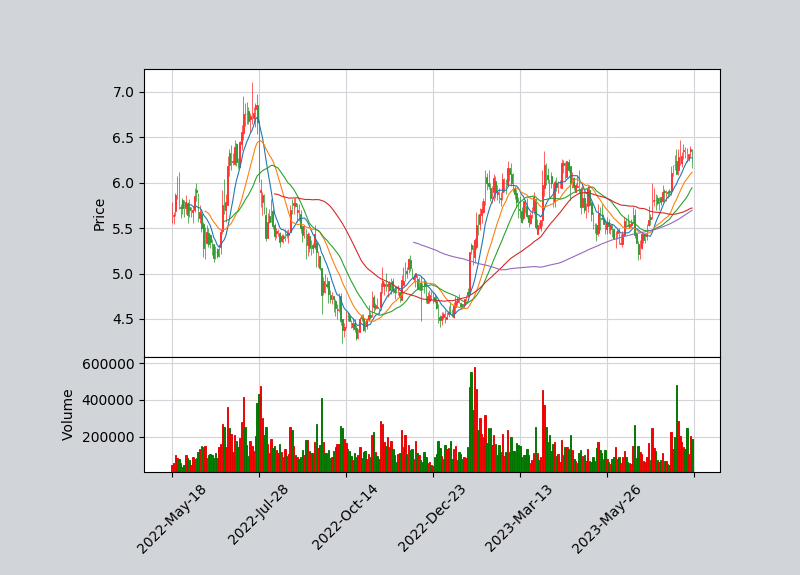 7.0
6.5
6.0
5.5
5.0
4.5
Price
600000
400000
200000
Volume
2022-May-18
2022-Jul-28
2022-Oct-14
2022-Dec-23
2023-Mar-13
2023-May-26